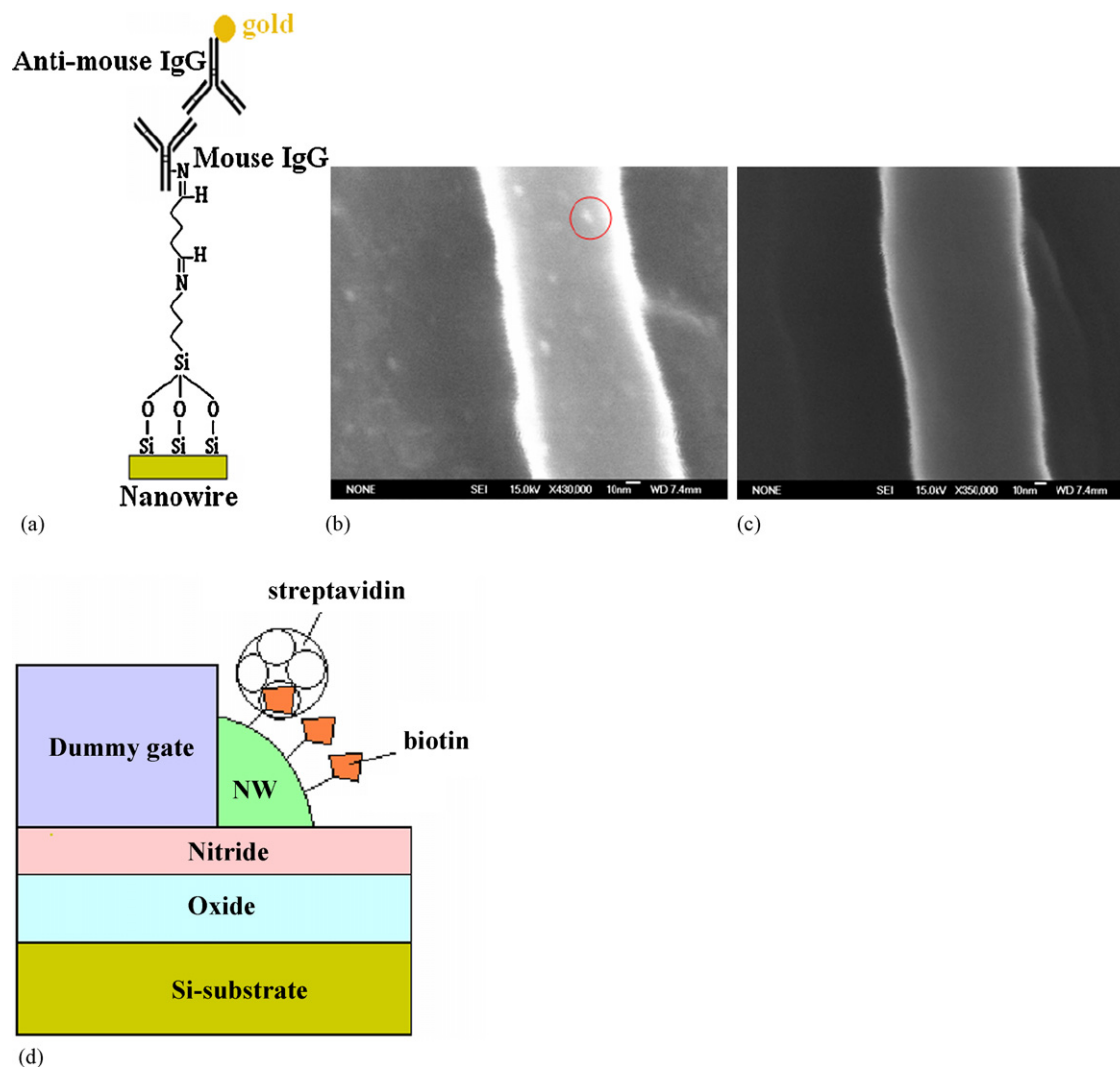 gold
Anti-mouse IgG
Mouse IgG
N
H
H
N
Si
O O O
Si Si Si
Nanowire
(a)
NONE SEI 15.0kV X430,000 10nm WD 7.4mm
(b)
NONE SEI 15.0kV X350,000 10nm WD 7.4mm
(c)
streptavidin
biotin
Dummy gate
NW
Nitride
Oxide
Si-substrate
(d)